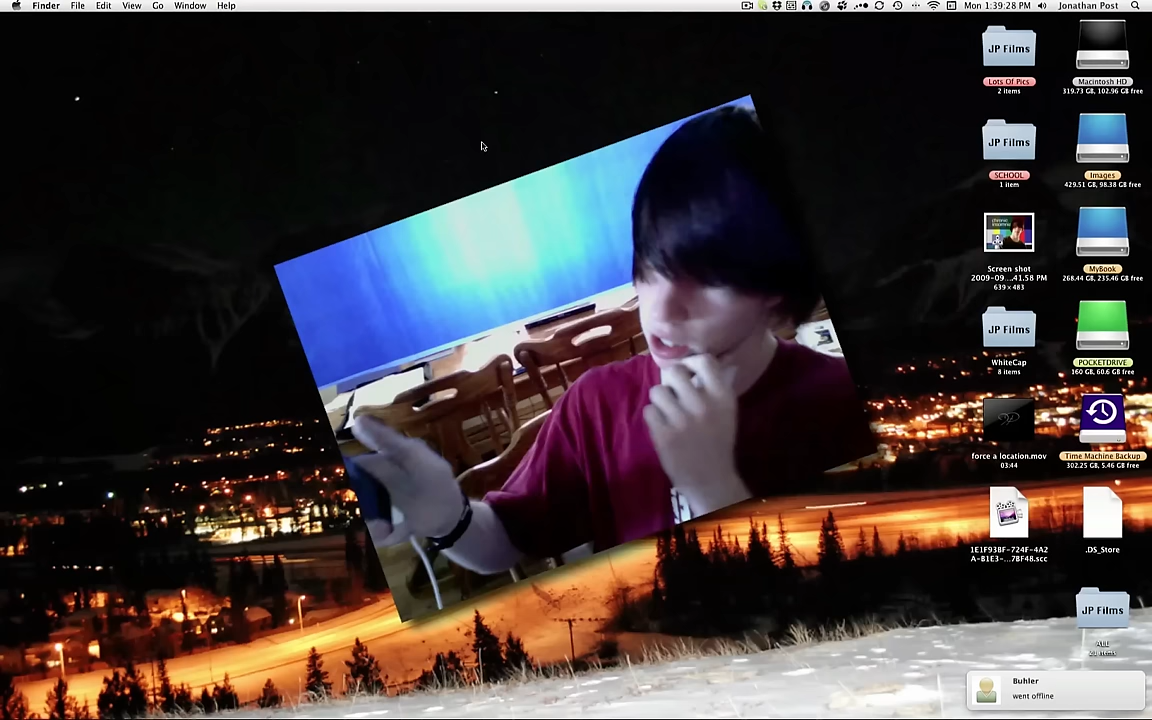 Finder File Edit View Go Window Help
Mon 1:39:28 PM Jonathan Post
JP Films
Lots Of Pics
2 items
Macintosh HD
319.73 GB, 102.96 GB free
JP Films
SCHOOL
1 item
Images
429.51 GB, 98.38 GB free
Screen shot
2009-09...41.58 PM
639×483
MyBook
268.44 GB, 235.46 GB free
JP Films
WhiteCap
8 items
POCKETDRIVE
160 GB, 60.6 GB free
force a location.mov
03:44
Time Machine Backup
302.25 GB, 5.46 GB free
1E1F93BF-724F-4A2
A-B1E3-...7BF48.scc
.DS_Store
JP Films
ALL
Buhler
went offline